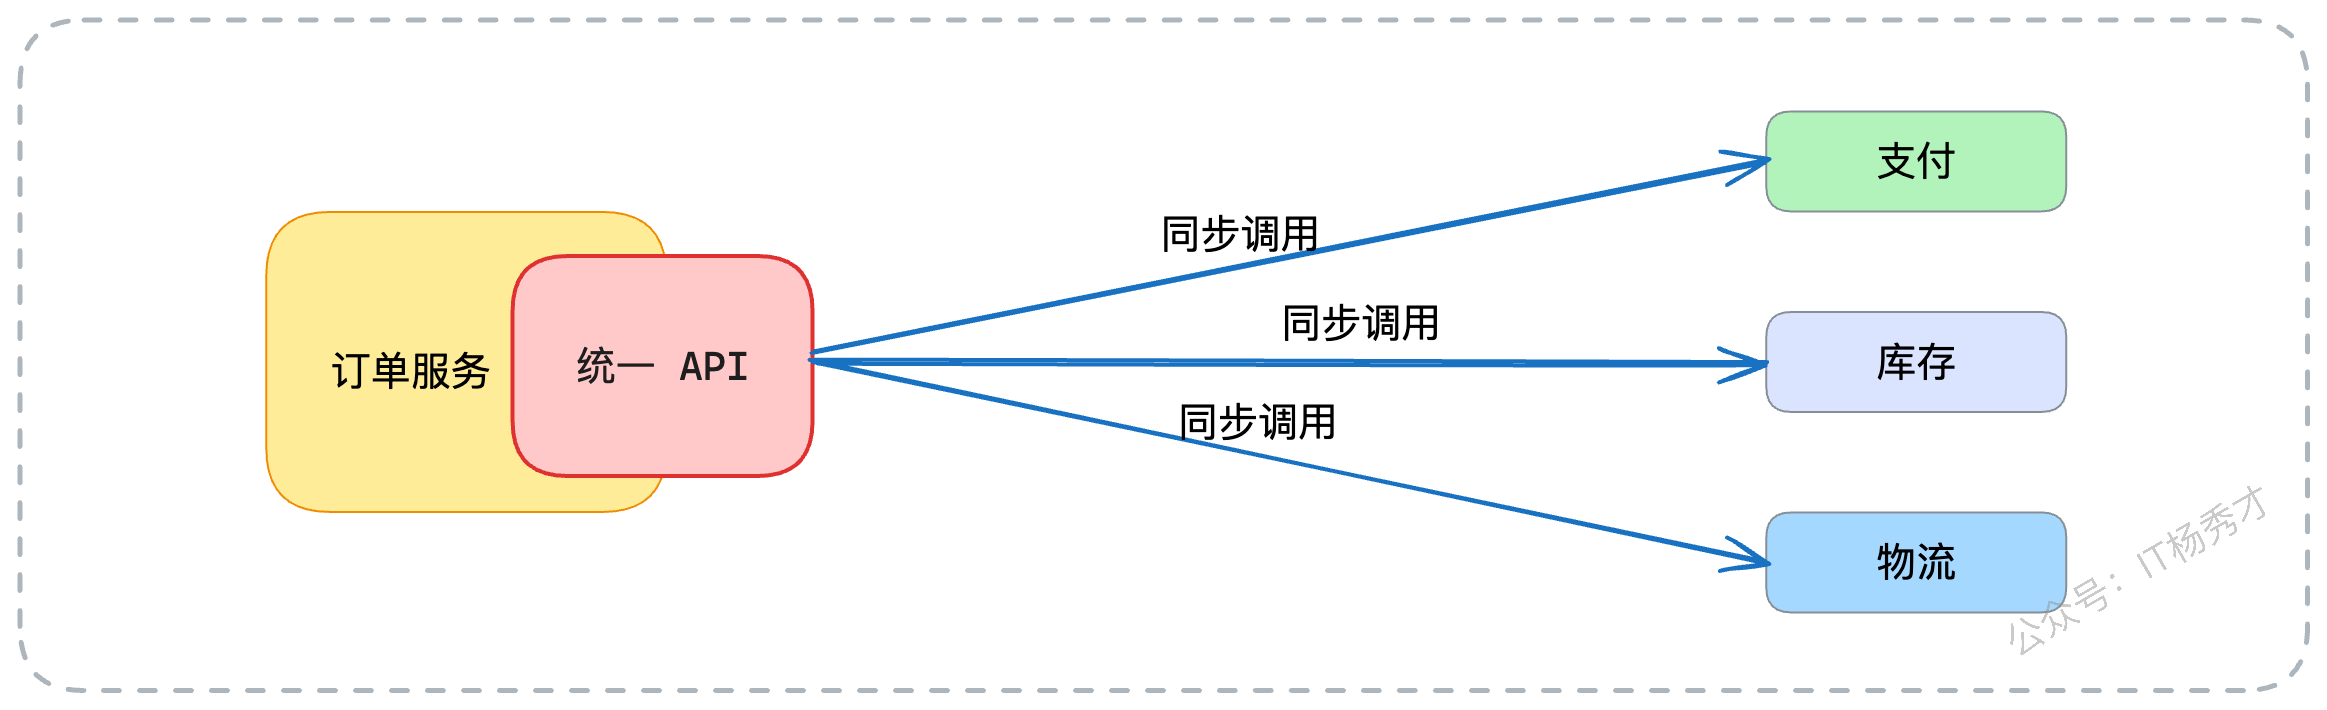 支付
同步调用
同步调用
订单服务
统一 API
库存
同步调用
物流
公众号：IT杨秀才